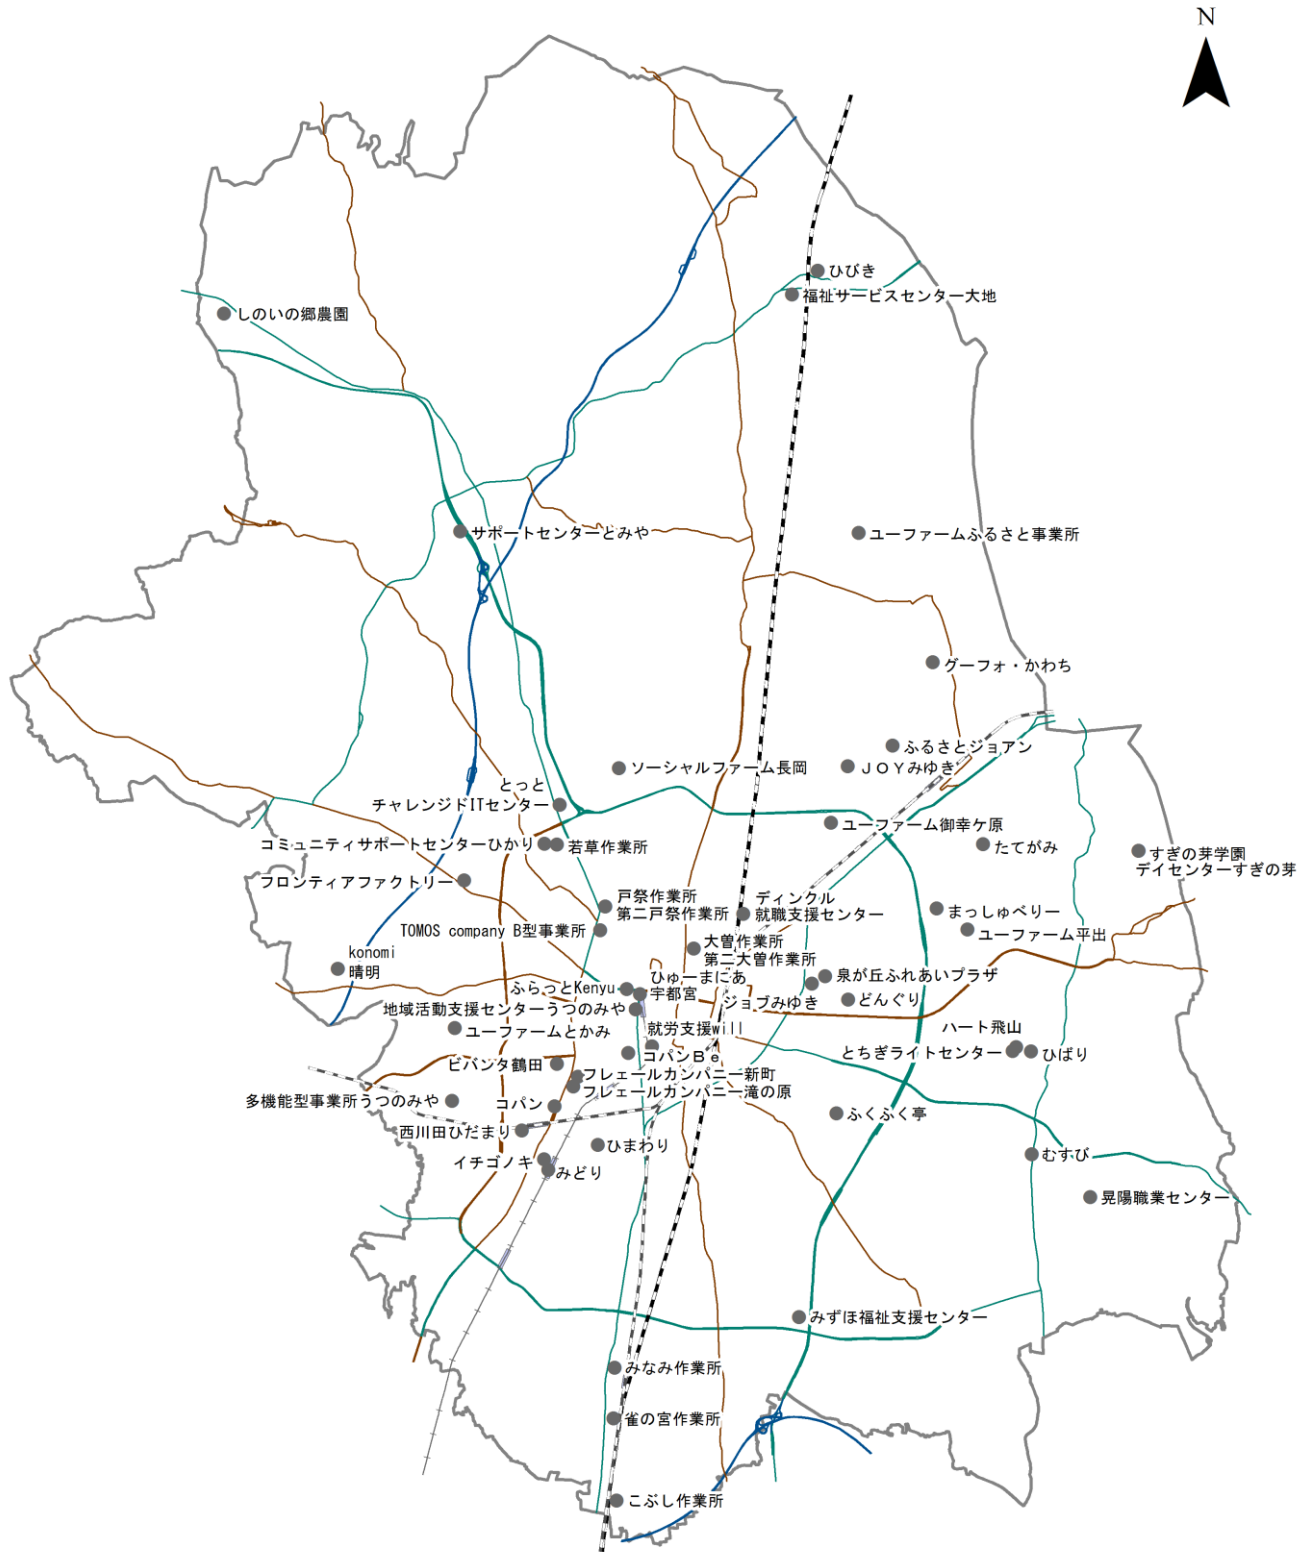 N
ひびき
福祉サービスセンター大地
しのいの郷農園
サポートセンターとみや
ユーファームふるさと事業所
グーフォ・かわち
ふるさとジョアン
ソーシャルファーム長岡
ＪＯＹみゆき
とっと
チャレンジドITセンター
ユーファーム御幸ケ原
コミュニティサポートセンターひかり
若草作業所
たてがみ
すぎの芽学園
デイセンターすぎの芽
フロンティアファクトリー
戸祭作業所
第二戸祭作業所
ディンクル
就職支援センター
まっしゅべりー
TOMOS company B型事業所
ユーファーム平出
大曽作業所
第二大曽作業所
konomi
晴明
ひゅーまにあ
宇都宮
泉が丘ふれあいプラザ
ふらっとKenyu
ジョブみゆき
どんぐり
地域活動支援センターうつのみや
ユーファームとかみ
就労支援will
ハート飛山
コパンＢｅ
とちぎライトセンター
ひばり
ビバンタ鶴田
フレェールカンパニー新町
フレェールカンパニー滝の原
多機能型事業所うつのみや
コパン
ふくふく亭
西川田ひだまり
ひまわり
むすび
イチゴノキ
みどり
晃陽職業センター
みずほ福祉支援センター
みなみ作業所
雀の宮作業所
こぶし作業所